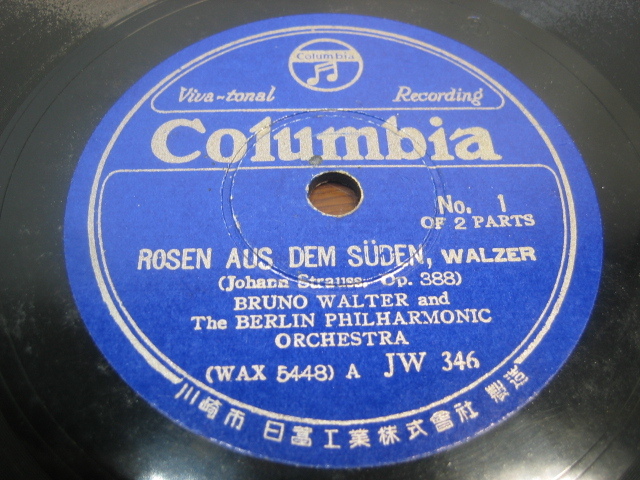 Columbia
Viva-tonal Recording
Columbia
No. 1
OF 2 PARTS
ROSEN AUS DEM SÜDEN, WALZER
(Johann Strauss, Op. 388)
BRUNO WALTER and
The BERLIN PHILHARMONIC
ORCHESTRA
(WAX 5448) A JW 346
川崎市 日蓄工業株式會社 製造